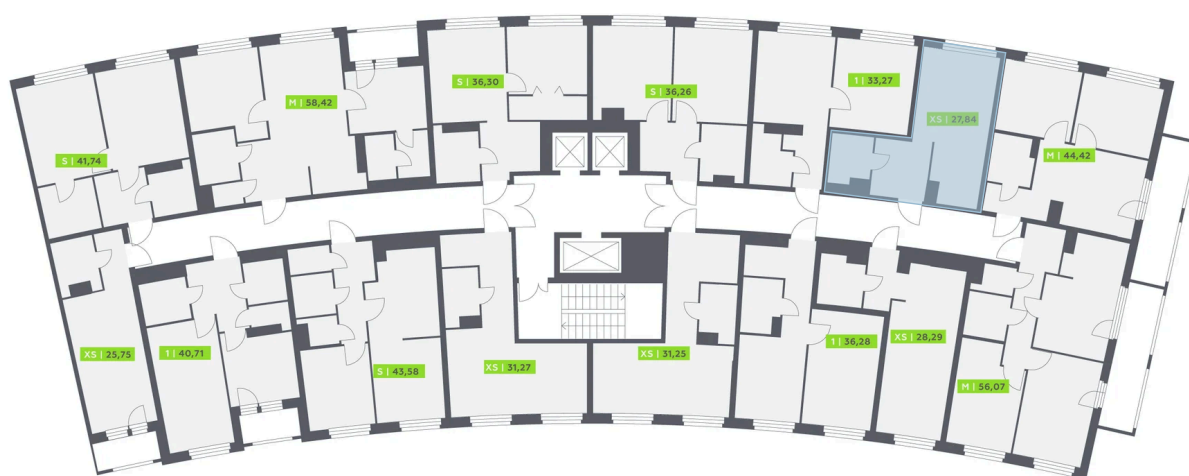 S | 36,30
1 | 33,27
S | 36,26
M | 58,42
XS | 27,84
S | 41,74
M | 44,42
1 | 36,28
XS | 28,29
XS | 25,75
1 | 40,71
XS | 31,25
XS | 31,27
S | 43,58
M | 56,07